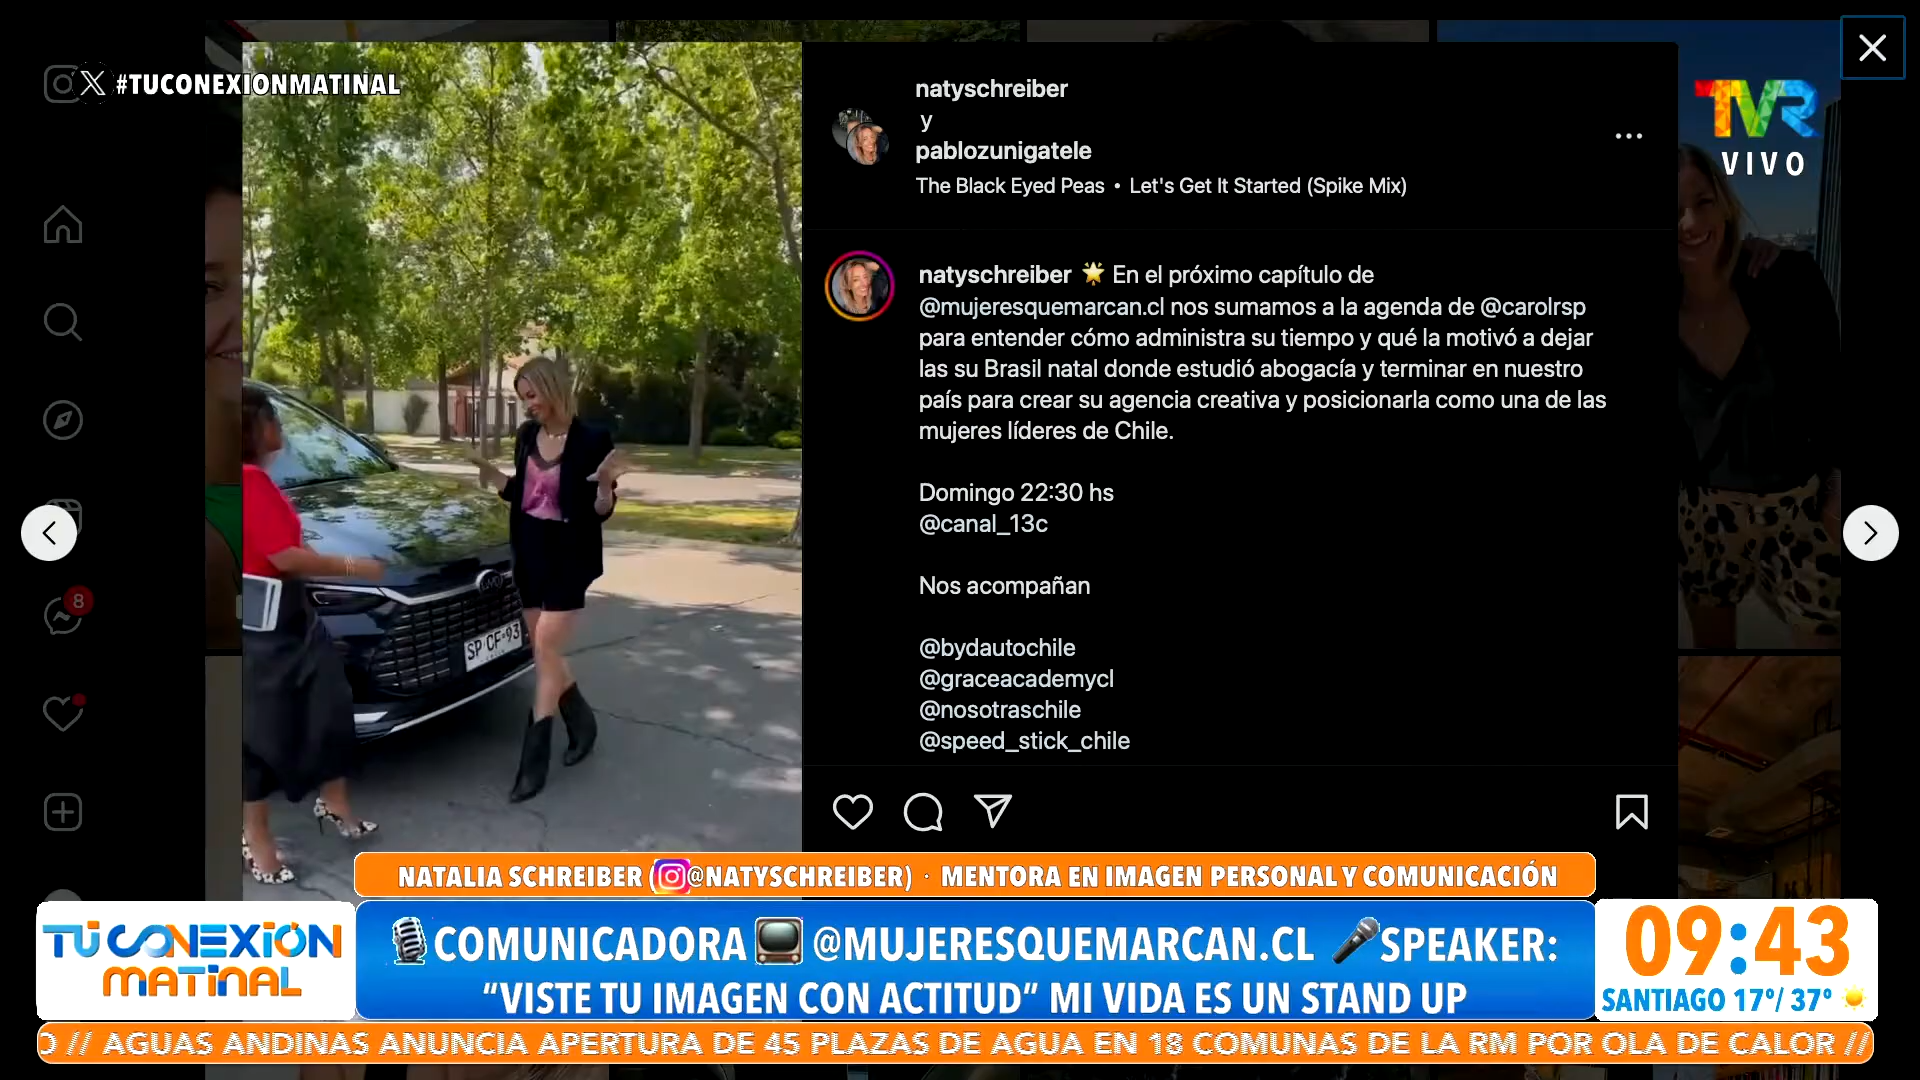 #TUCONEXIONMATINAL
natyschreiber
y
pablozunigatele
The Black Eyed Peas • Let's Get It Started (Spike Mix)
TVR
VIVO
natyschreiber 🌟 En el próximo capítulo de
@mujeresquemarcan.cl nos sumamos a la agenda de @carolrsp
para entender cómo administra su tiempo y qué la motivó a dejar
las su Brasil natal donde estudió abogacía y terminar en nuestro
país para crear su agencia creativa y posicionarla como una de las
mujeres líderes de Chile.
Domingo 22:30 hs
@canal_13c
Nos acompañan
@bydautochile
@graceacademycl
@nosotraschile
@speed_stick_chile
8
SP CF·93
NATALIA SCHREIBER (@NATYSCHREIBER) · MENTORA EN IMAGEN PERSONAL Y COMUNICACIÓN
TÚ CONEXIÓN
MATINAL
🎙️COMUNICADORA📺@MUJERESQUEMARCAN.CL 🎤SPEAKER:
“VISTE TU IMAGEN CON ACTITUD” MI VIDA ES UN STAND UP
09:43
SANTIAGO 17º/ 37º
O // AGUAS ANDINAS ANUNCIA APERTURA DE 45 PLAZAS DE AGUA EN 18 COMUNAS DE LA RM POR OLA DE CALOR //